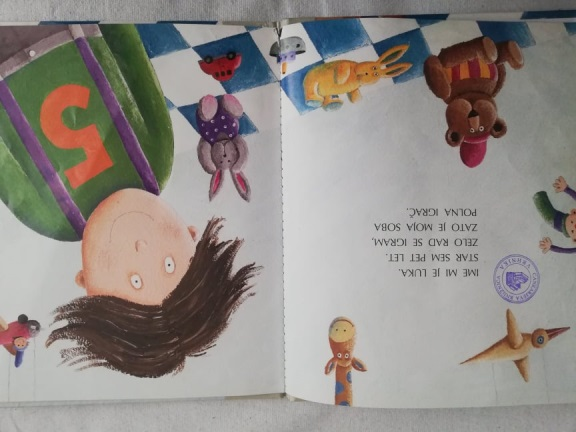 IME MI JE LUKA.
STAR SEM PET LET.
ZELO RAD SE IGRAM,
ZATO JE MOJA SOBA
POLNA IGRAČ.
5